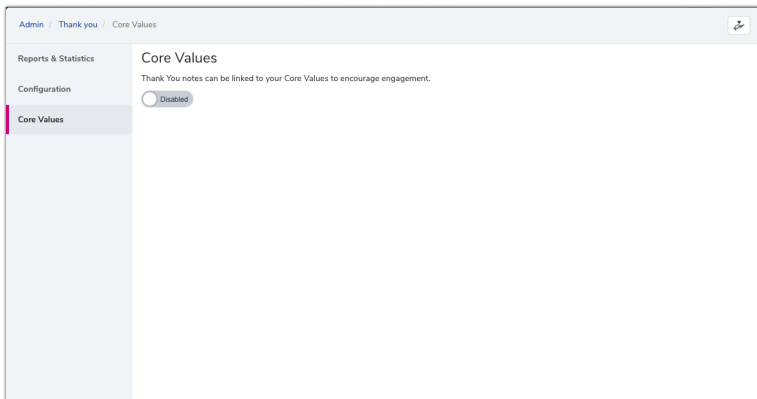 Admin / Thank you / Core Values
Reports & Statistics
Configuration
Core Values
Core Values
Thank You notes can be linked to your Core Values to encourage engagement.
Disabled